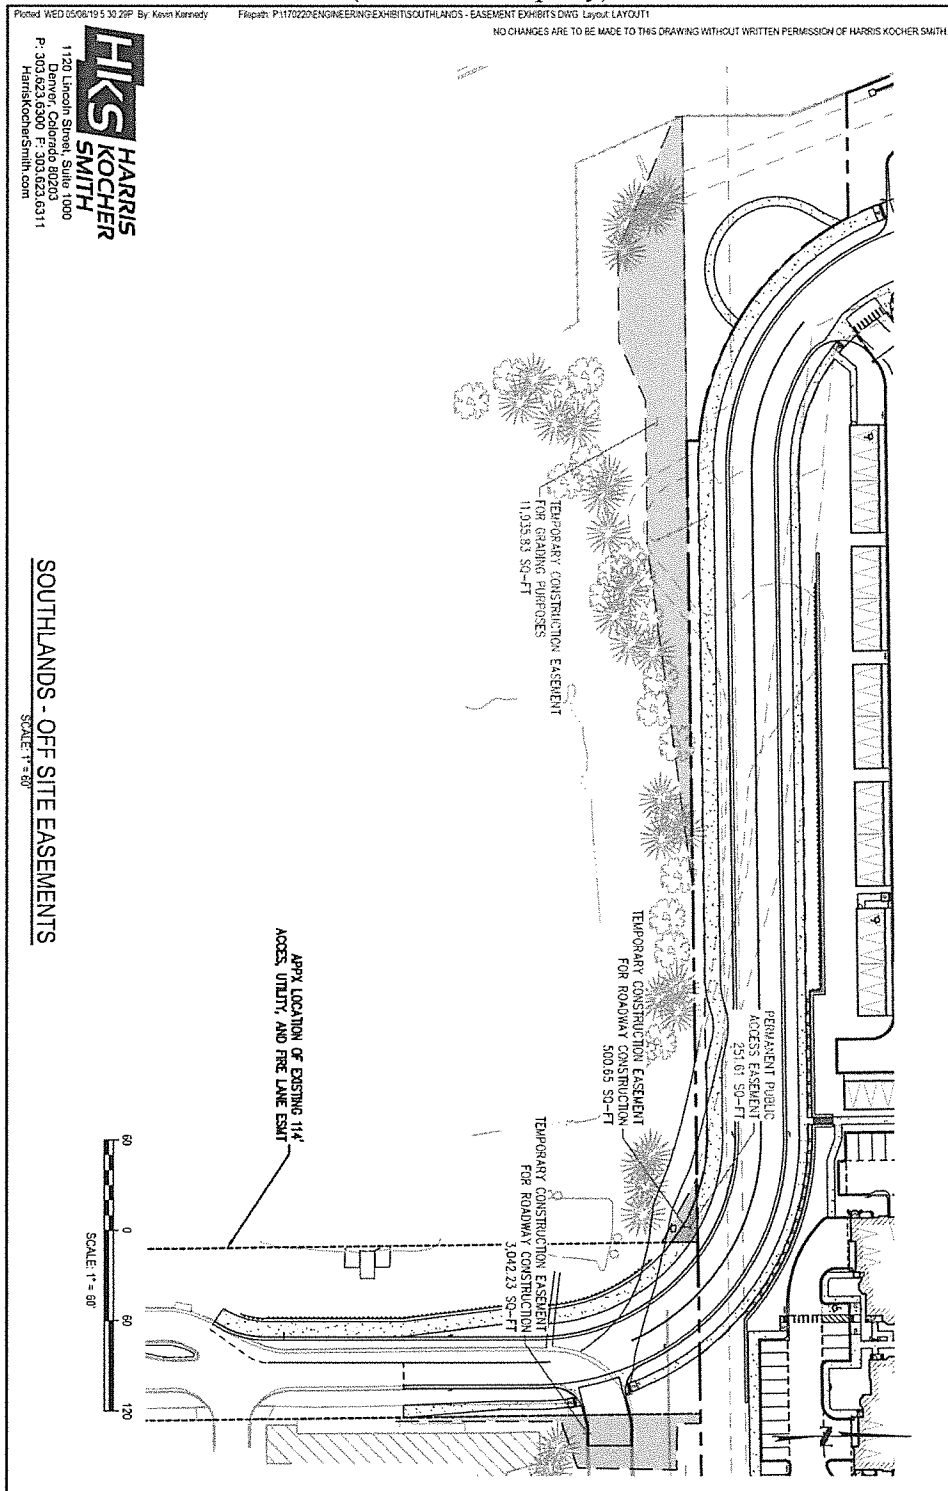 Plotted: WED 05/08/19 5:30:29P By: Kevin Kennedy Filepath: P:\170220\ENGINEERING\EXHIBIT\SOUTHLANDS - EASEMENT EXHIBITS.DWG Layout: LAYOUT1
NO CHANGES ARE TO BE MADE TO THIS DRAWING WITHOUT WRITTEN PERMISSION OF HARRIS KOCHER SMITH.
HKS HARRIS
KOCHER
SMITH
1120 Lincoln Street, Suite 1000
Denver, Colorado 80203
P: 303.623.6300 F: 303.623.6311
HarrisKocherSmith.com
TEMPORARY CONSTRUCTION EASEMENT
FOR GRADING PURPOSES
11,935.83 SQ-FT
PERMANENT PUBLIC
ACCESS EASEMENT
251.61 SQ-FT
TEMPORARY CONSTRUCTION EASEMENT
FOR ROADWAY CONSTRUCTION
500.65 SQ-FT
TEMPORARY CONSTRUCTION EASEMENT
FOR ROADWAY CONSTRUCTION
3,042.23 SQ-FT
APPX LOCATION OF EXISTING 114'
ACCES, UTILITY, AND FIRE LANE ESMT
60 0 60 120
SCALE: 1" = 60'
SOUTHLANDS - OFF SITE EASEMENTS
SCALE: 1" = 60'